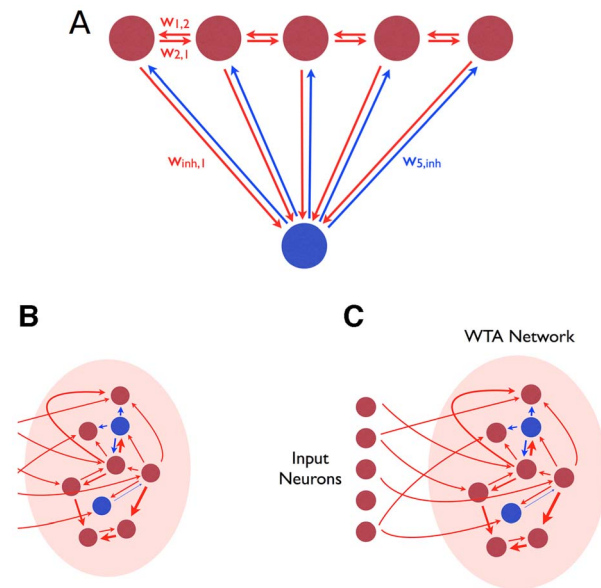 A
w1,2
w2,1
winh,1
w5,inh
B
C
WTA Network
Input
Neurons